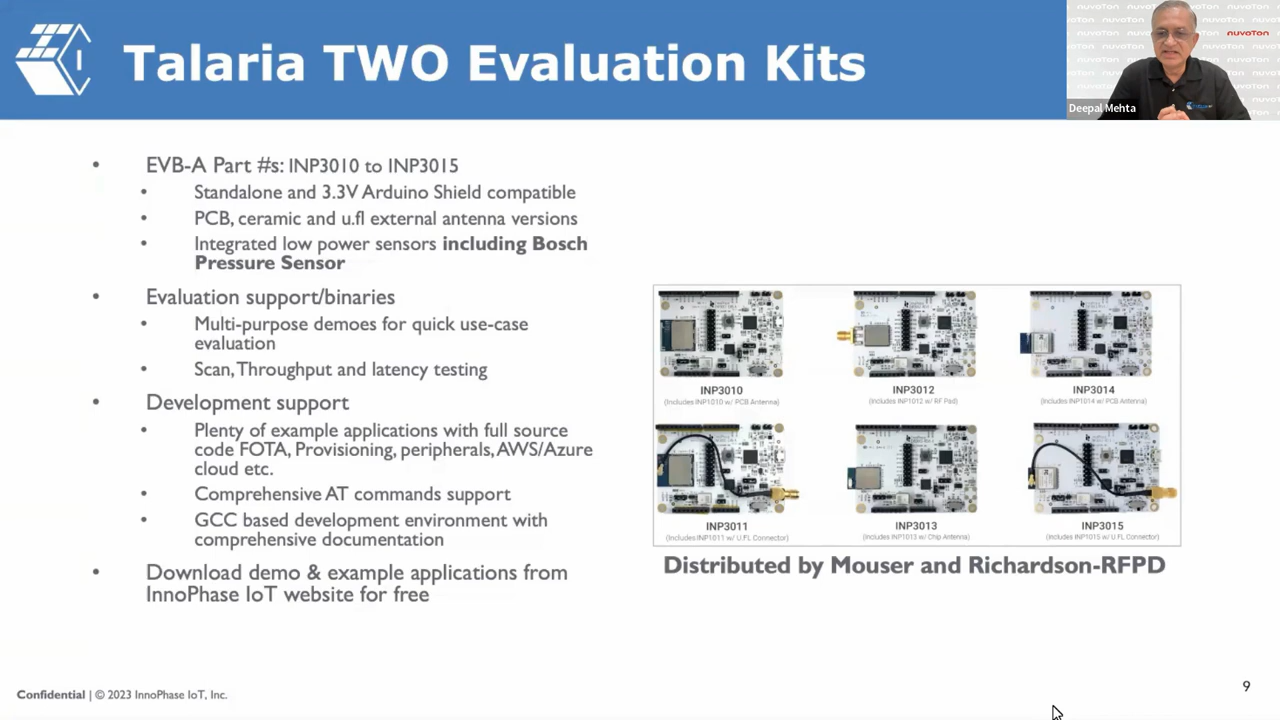 Talaria TWO Evaluation Kits
nuvoTon
Deepal Mehta
• EVB-A Part #s: INP3010 to INP3015
• Standalone and 3.3V Arduino Shield compatible
• PCB, ceramic and u.fl external antenna versions
• Integrated low power sensors including Bosch
Pressure Sensor
• Evaluation support/binaries
• Multi-purpose demoes for quick use-case
evaluation
• Scan, Throughput and latency testing
• Development support
• Plenty of example applications with full source
code FOTA, Provisioning, peripherals, AWS/Azure
cloud etc.
• Comprehensive AT commands support
• GCC based development environment with
comprehensive documentation
• Download demo & example applications from
InnoPhase IoT website for free
INP3010
(Includes INP1010 w/ PCB Antenna)
INP3012
(Includes INP1012 w/ RF Pad)
INP3014
(Includes INP1014 w/ PCB Antenna)
INP3011
(Includes INP1011 w/ U.FL Connector)
INP3013
(Includes INP1013 w/ Chip Antenna)
INP3015
(Includes INP1015 w/ U.FL Connector)
Distributed by Mouser and Richardson-RFPD
Confidential | © 2023 InnoPhase IoT, Inc.
9